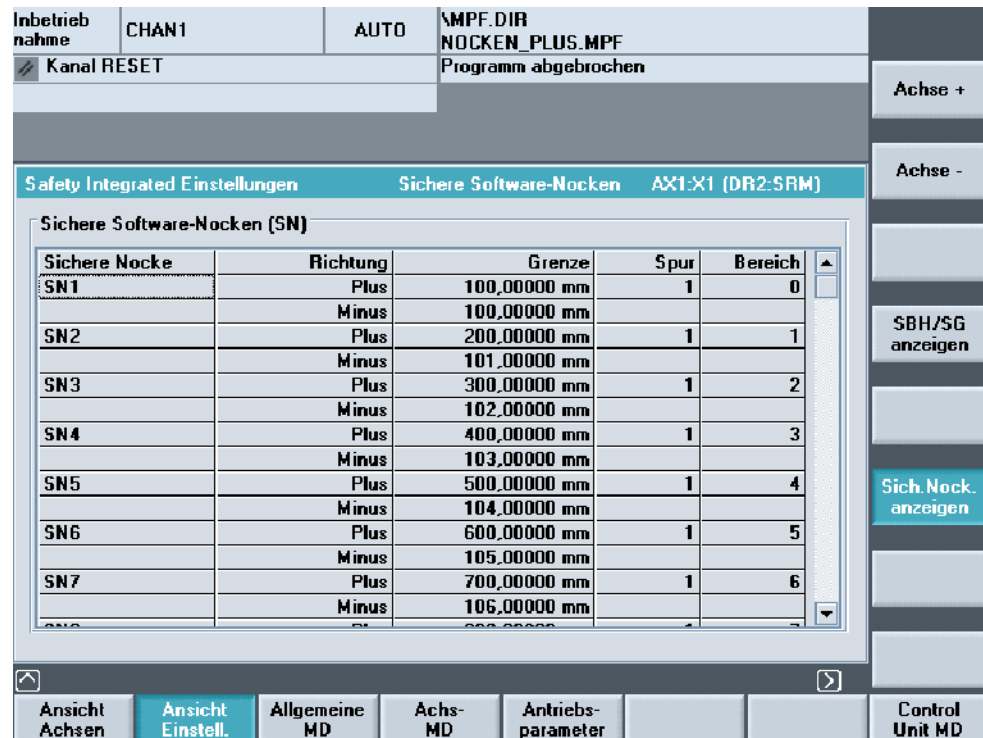 Inbetrieb
nahme
CHAN1
AUTO
\MPF.DIR
NOCKEN_PLUS.MPF
Kanal RESET
Programm abgebrochen
Safety Integrated Einstellungen Sichere Software-Nocken AX1:X1 (DR2:SRM)
Sichere Software-Nocken (SN)
Sichere Nocke Richtung Grenze Spur Bereich
SN1 Plus 100,00000 mm 1 0
Minus 100,00000 mm
SN2 Plus 200,00000 mm 1 1
Minus 101,00000 mm
SN3 Plus 300,00000 mm 1 2
Minus 102,00000 mm
SN4 Plus 400,00000 mm 1 3
Minus 103,00000 mm
SN5 Plus 500,00000 mm 1 4
Minus 104,00000 mm
SN6 Plus 600,00000 mm 1 5
Minus 105,00000 mm
SN7 Plus 700,00000 mm 1 6
Minus 106,00000 mm
Achse +
Achse -
SBH/SG
anzeigen
Sich.Nock.
anzeigen
Ansicht
Achsen
Ansicht
Einstell.
Allgemeine
MD
Achs-
MD
Antriebs-
parameter
Control
Unit MD